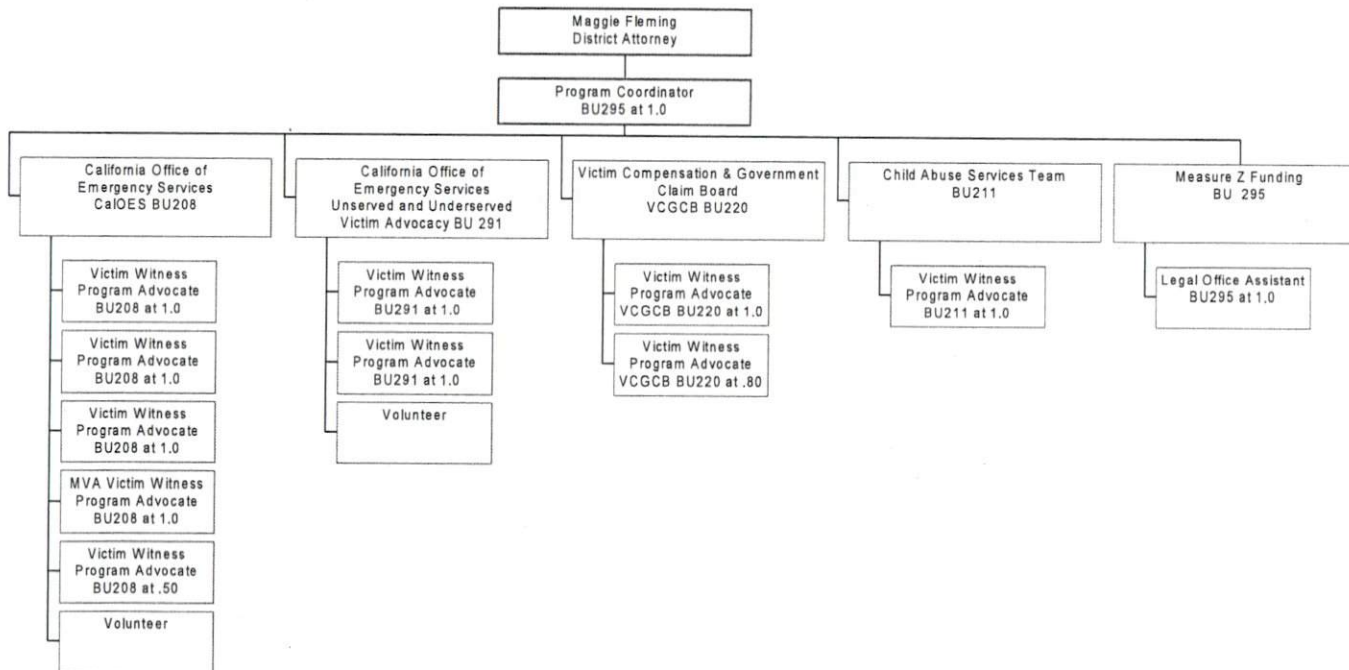 Maggie Fleming
District Attorney
Program Coordinator
BU295 at 1.0
California Office of
Emergency Services
CalOES BU208
Victim Witness
Program Advocate
BU208 at 1.0
Victim Witness
Program Advocate
BU208 at 1.0
Victim Witness
Program Advocate
BU208 at 1.0
MVA Victim Witness
Program Advocate
BU208 at 1.0
Victim Witness
Program Advocate
BU208 at .50
Volunteer
California Office of
Emergency Services
Unserved and Underserved
Victim Advocacy BU 291
Victim Witness
Program Advocate
BU291 at 1.0
Victim Witness
Program Advocate
BU291 at 1.0
Volunteer
Victim Compensation & Government
Claim Board
VCGCB BU220
Victim Witness
Program Advocate
VCGCB BU220 at 1.0
Victim Witness
Program Advocate
VCGCB BU220 at .80
Child Abuse Services Team
BU211
Victim Witness
Program Advocate
BU211 at 1.0
Measure Z Funding
BU 295
Legal Office Assistant
BU295 at 1.0